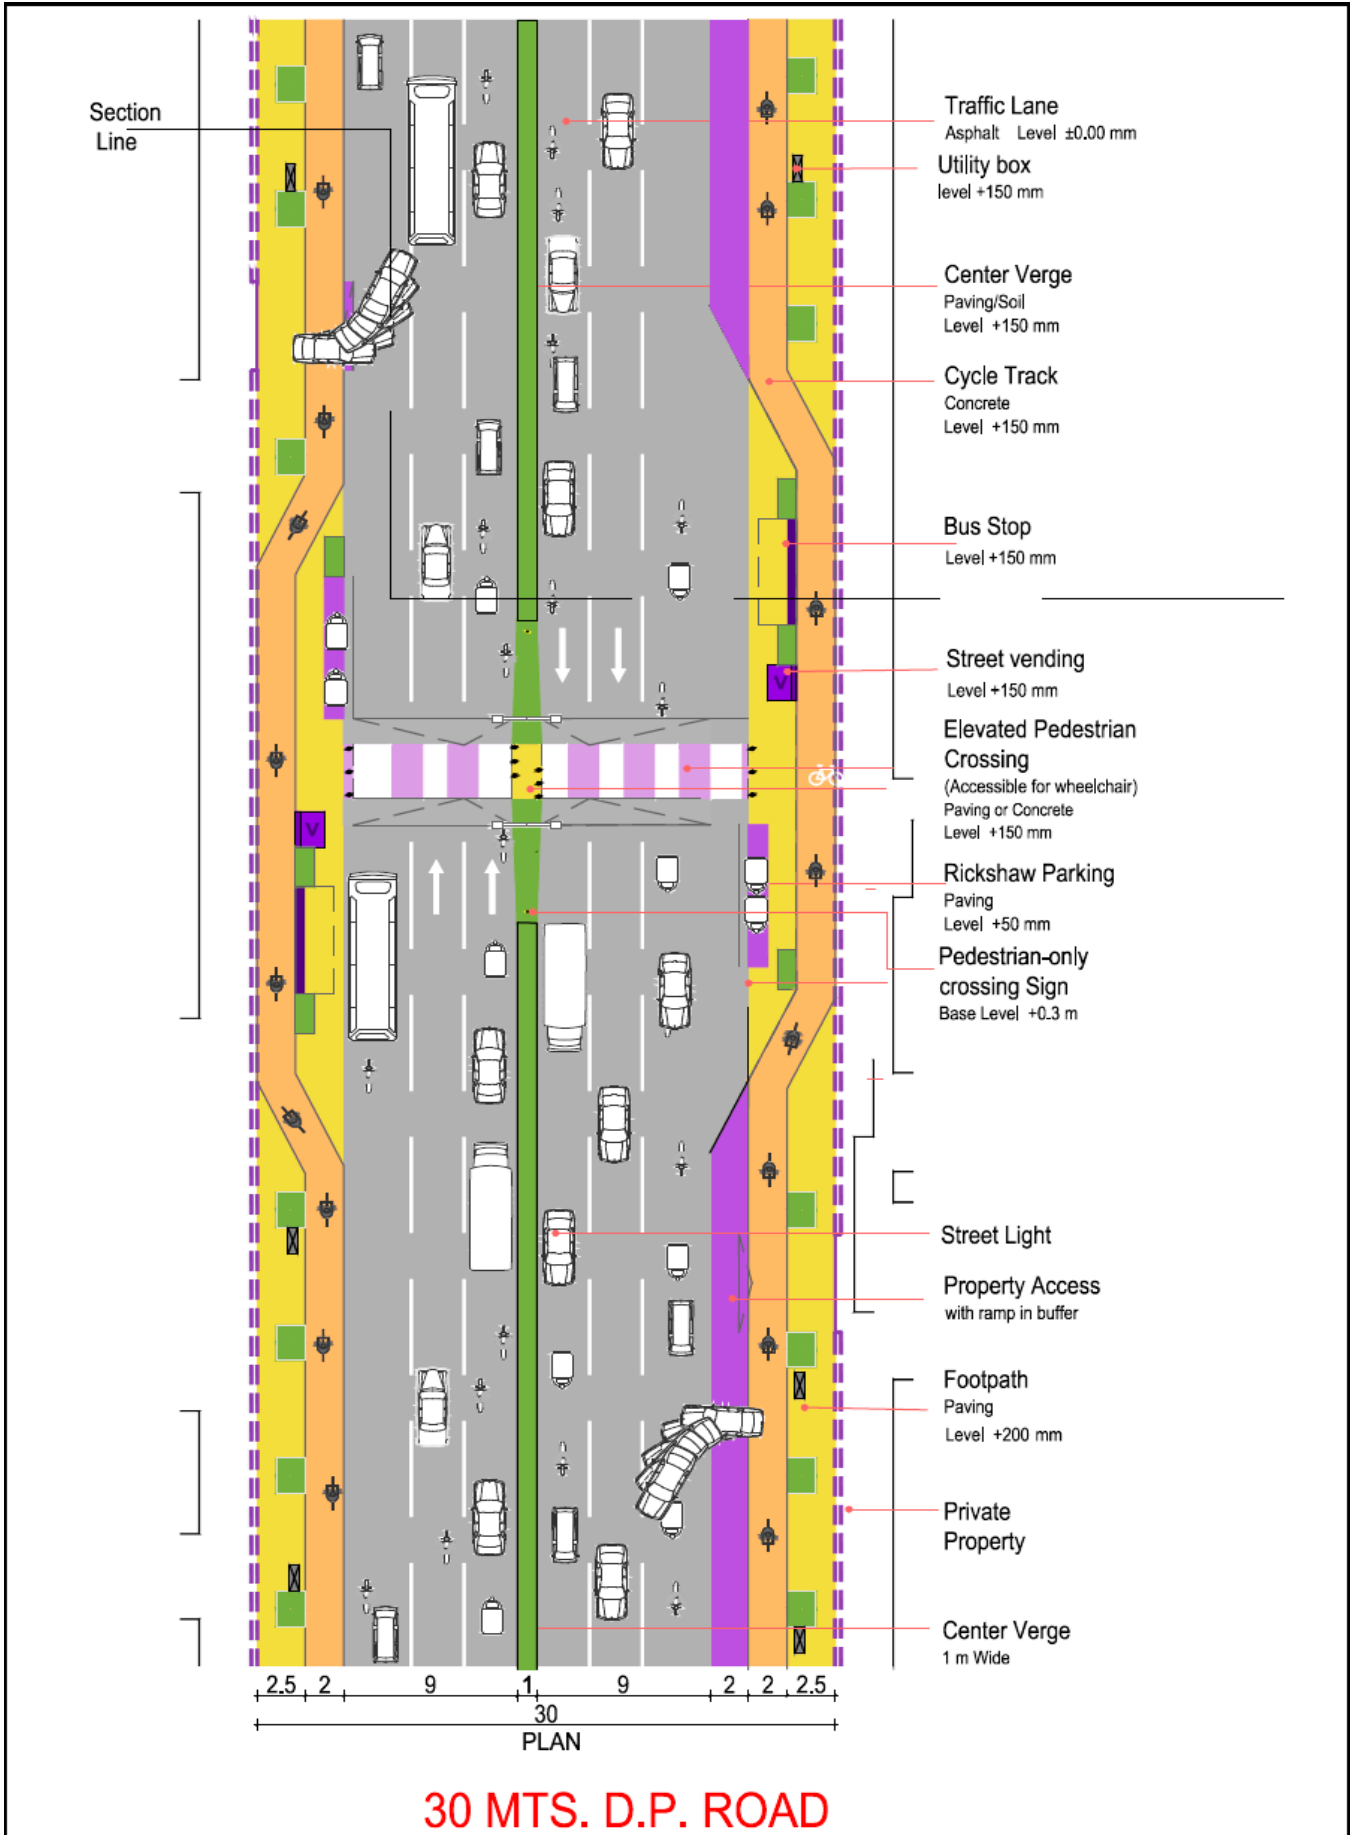 Section
Line
Traffic Lane
Asphalt Level ±0.00 mm
Utility box
level +150 mm
Center Verge
Paving/Soil
Level +150 mm
Cycle Track
Concrete
Level +150 mm
Bus Stop
Level +150 mm
Street vending
Level +150 mm
V
Elevated Pedestrian
Crossing
(Accessible for wheelchair)
Paving or Concrete
Level +150 mm
V
Rickshaw Parking
Paving
Level +50 mm
Pedestrian-only
crossing Sign
Base Level +0.3 m
Street Light
Property Access
with ramp in buffer
Footpath
Paving
Level +200 mm
Private
Property
Center Verge
1 m Wide
2.5 2 9 1 9 2 2 2.5
30
PLAN
30 MTS. D.P. ROAD